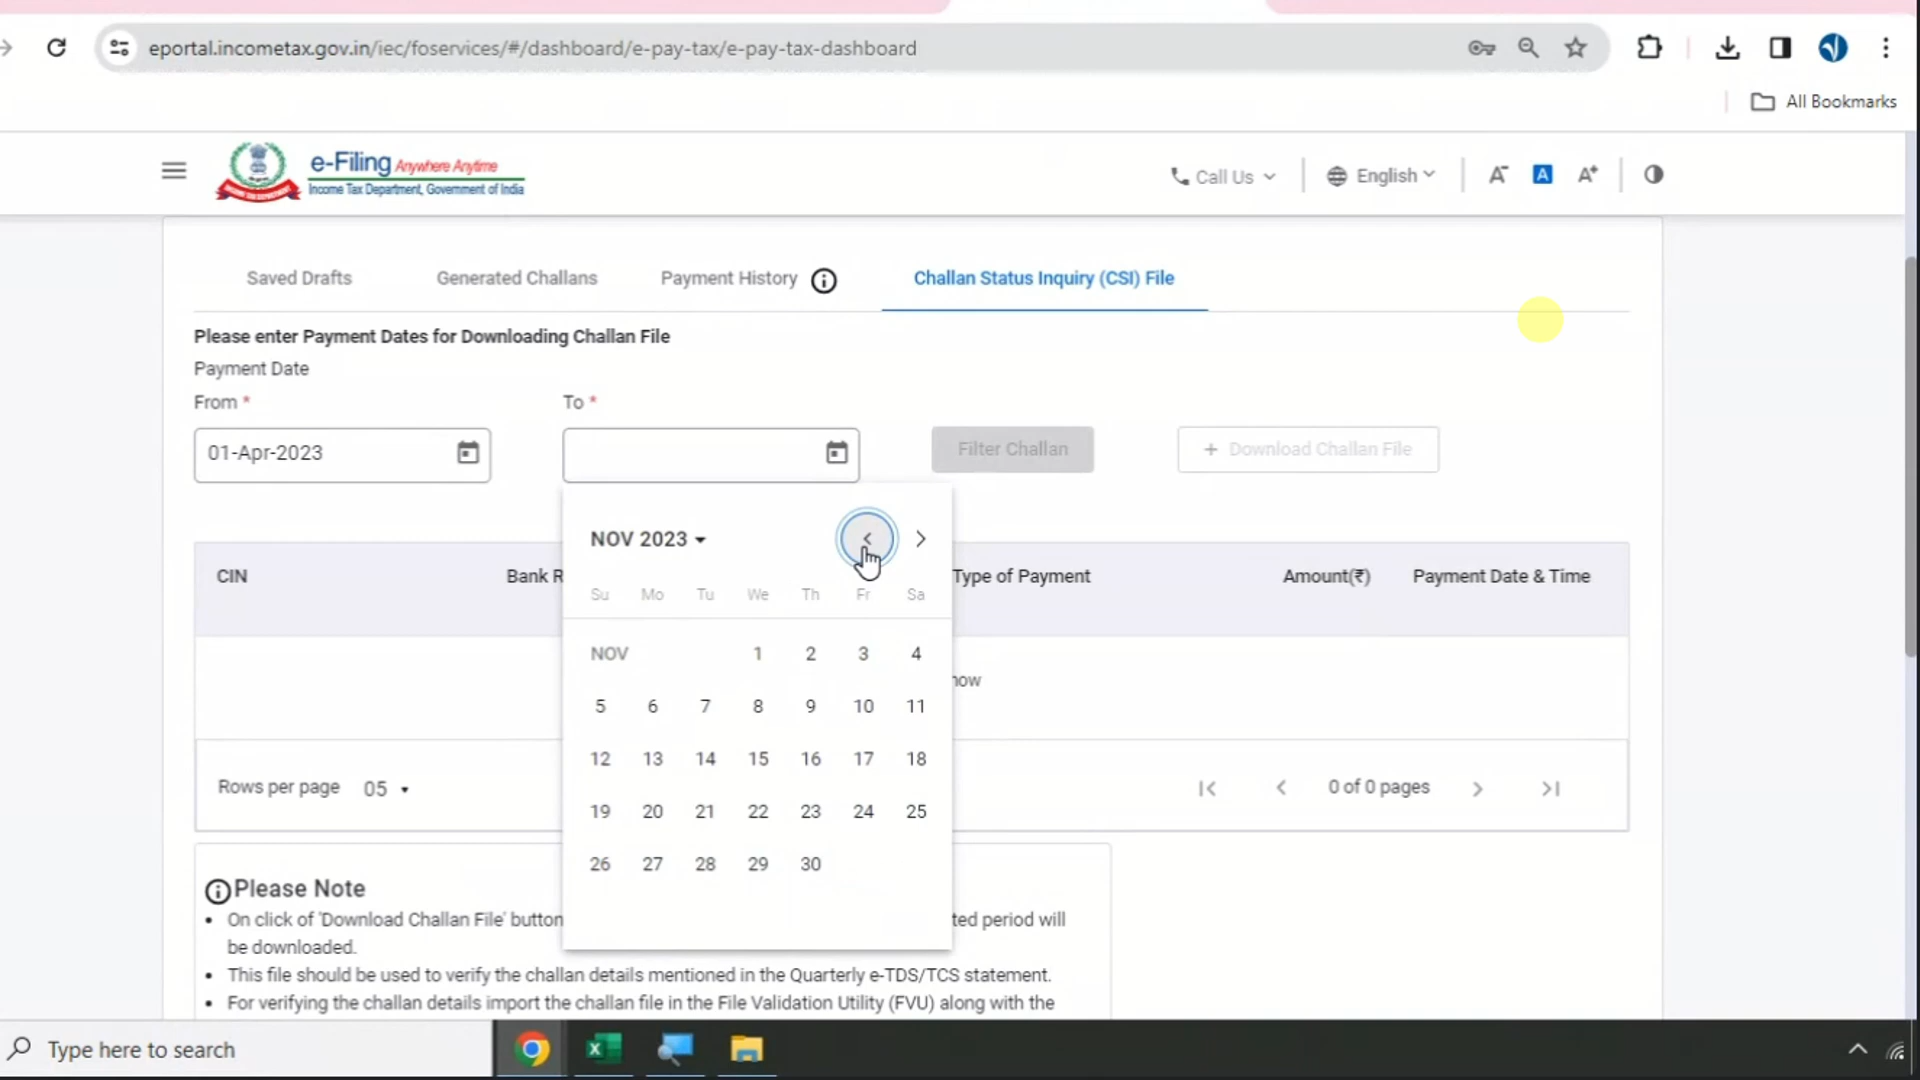 eportal.incometax.gov.in/iec/foservices/#/dashboard/e-pay-tax/e-pay-tax-dashboard
All Bookmarks
e-Filing Anywhere Anytime
Income Tax Department, Government of India
Call Us
English
A-
A
A+
Saved Drafts
Generated Challans
Payment History
Challan Status Inquiry (CSI) File
Please enter Payment Dates for Downloading Challan File
Payment Date
From *
To *
01-Apr-2023
Filter Challan
+ Download Challan File
NOV 2023
CIN
Bank R
Type of Payment
Amount(₹)
Payment Date & Time
Su Mo Tu We Th Fr Sa
NOV
1 2 3 4
5 6 7 8 9 10 11
12 13 14 15 16 17 18
19 20 21 22 23 24 25
26 27 28 29 30
Rows per page 05
0 of 0 pages
Please Note
• On click of 'Download Challan File' button
ted period will
be downloaded.
• This file should be used to verify the challan details mentioned in the Quarterly e-TDS/TCS statement.
• For verifying the challan details import the challan file in the File Validation Utility (FVU) along with the
Type here to search